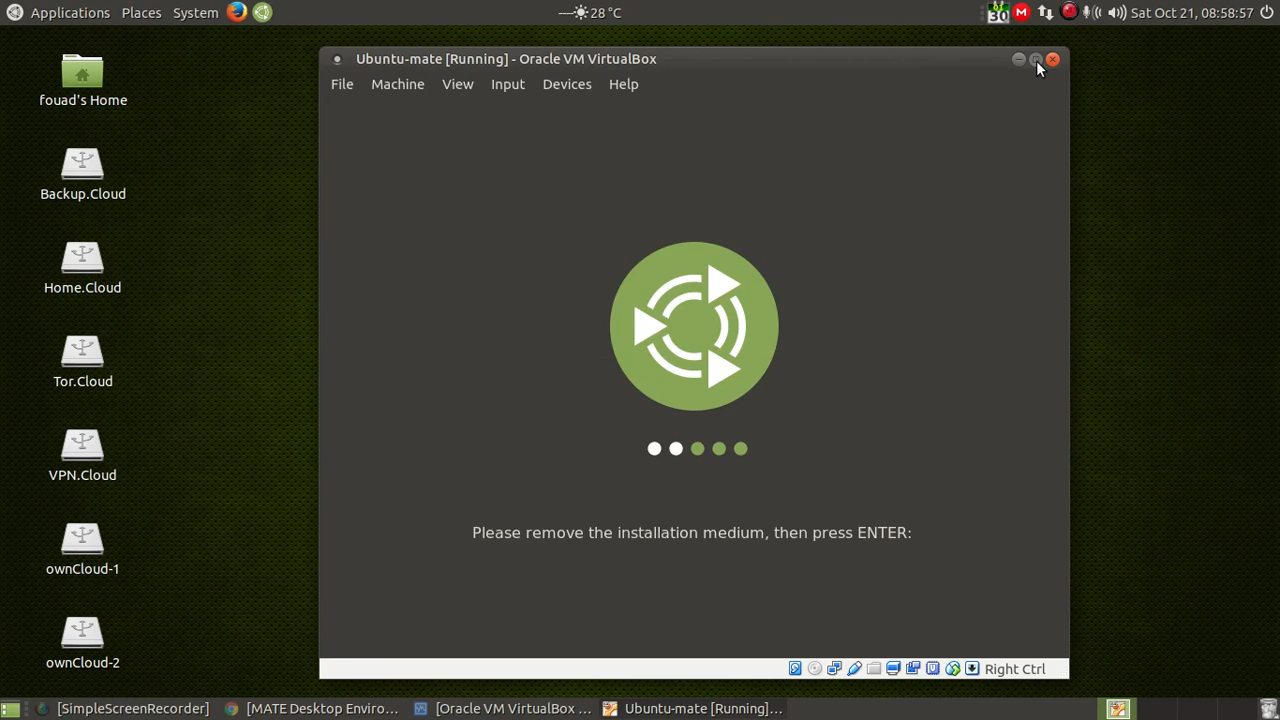 Applications Places System 28 °C 30 M Sat Oct 21, 08:58:57
Ubuntu-mate [Running] - Oracle VM VirtualBox
File Machine View Input Devices Help
fouad's Home
Backup.Cloud
Home.Cloud
Tor.Cloud
VPN.Cloud
ownCloud-1
ownCloud-2
Please remove the installation medium, then press ENTER:
Right Ctrl
[SimpleScreenRecorder] [MATE Desktop Enviro... [Oracle VM VirtualBox ... Ubuntu-mate [Running]...